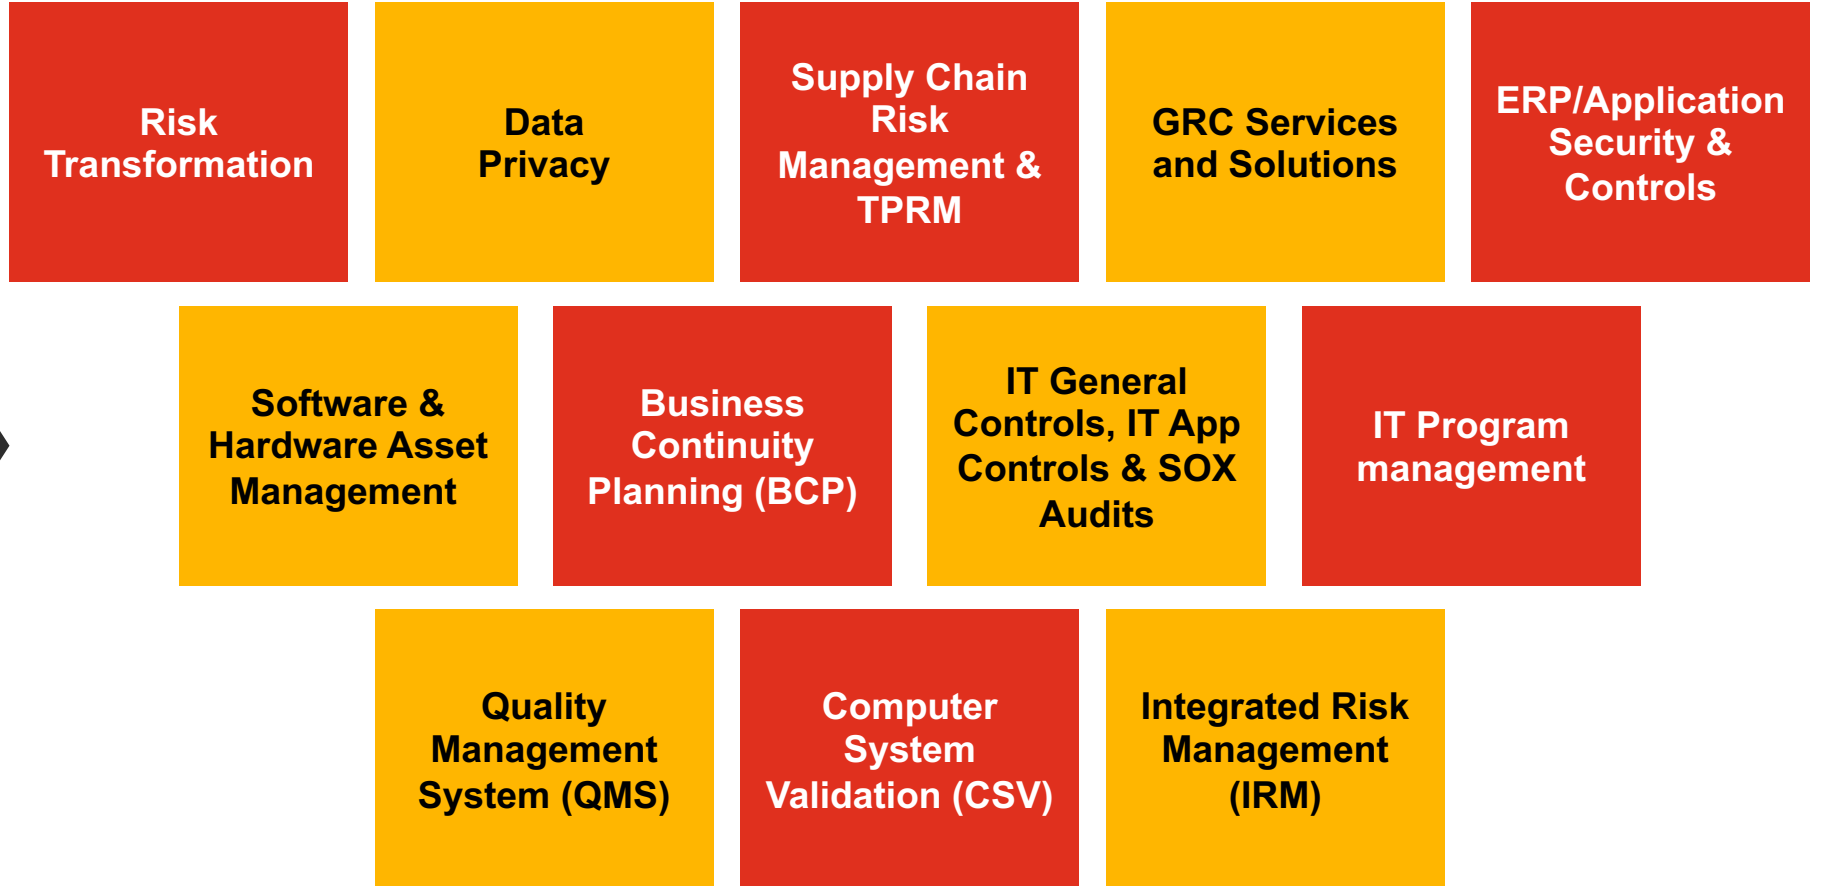 Risk
Transformation
Data
Privacy
Supply Chain
Risk
Management &
TPRM
GRC Services
and Solutions
ERP/Application
Security &
Controls
Software &
Hardware Asset
Management
Business
Continuity
Planning (BCP)
IT General
Controls, IT App
Controls & SOX
Audits
IT Program
management
Quality
Management
System (QMS)
Computer
System
Validation (CSV)
Integrated Risk
Management
(IRM)